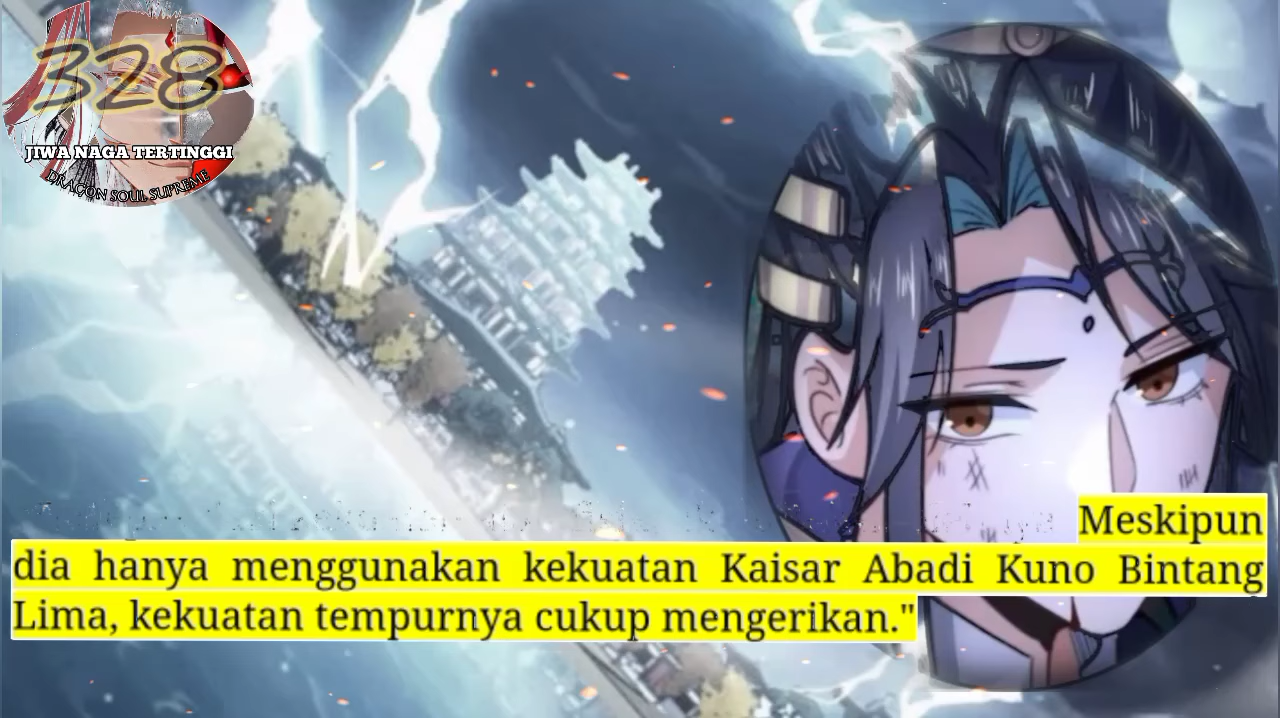 328
JIWA NAGA TERTINGGI
DRAGON SOUL SUPREME
Meskipun
dia hanya menggunakan kekuatan Kaisar Abadi Kuno Bintang
Lima, kekuatan tempurnya cukup mengerikan."